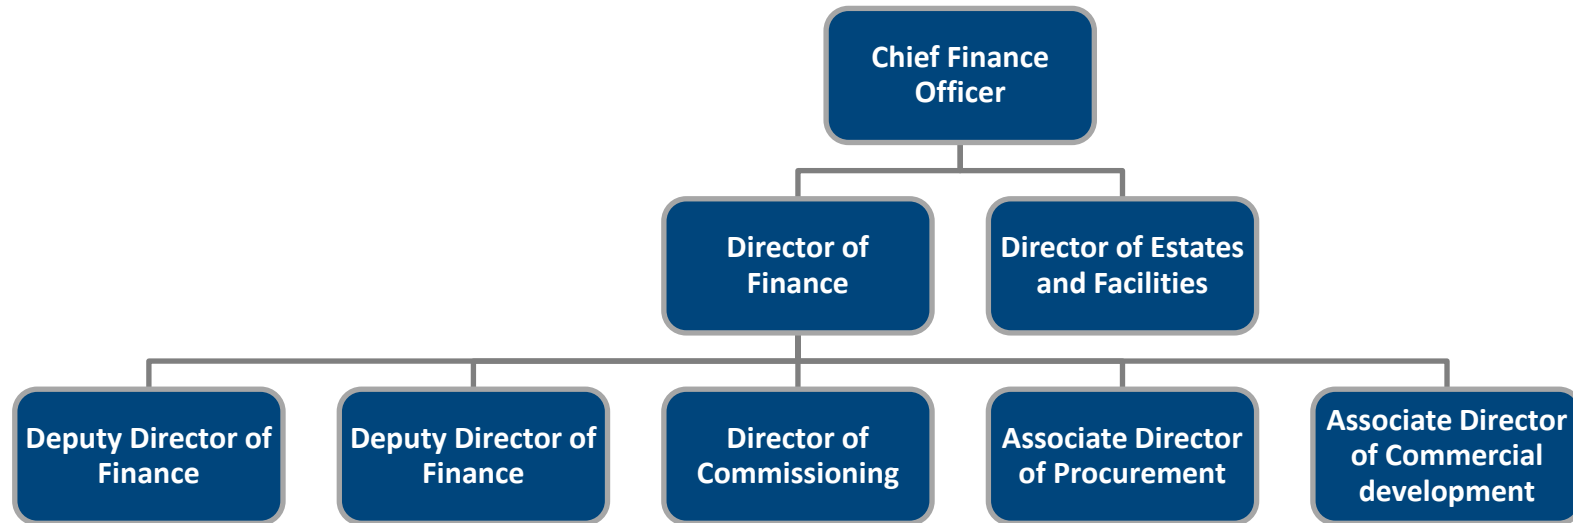 Chief Finance
Officer
Director of
Finance
Director of Estates
and Facilities
Deputy Director of
Finance
Deputy Director of
Finance
Director of
Commissioning
Associate Director
of Procurement
Associate Director
of Commercial
development